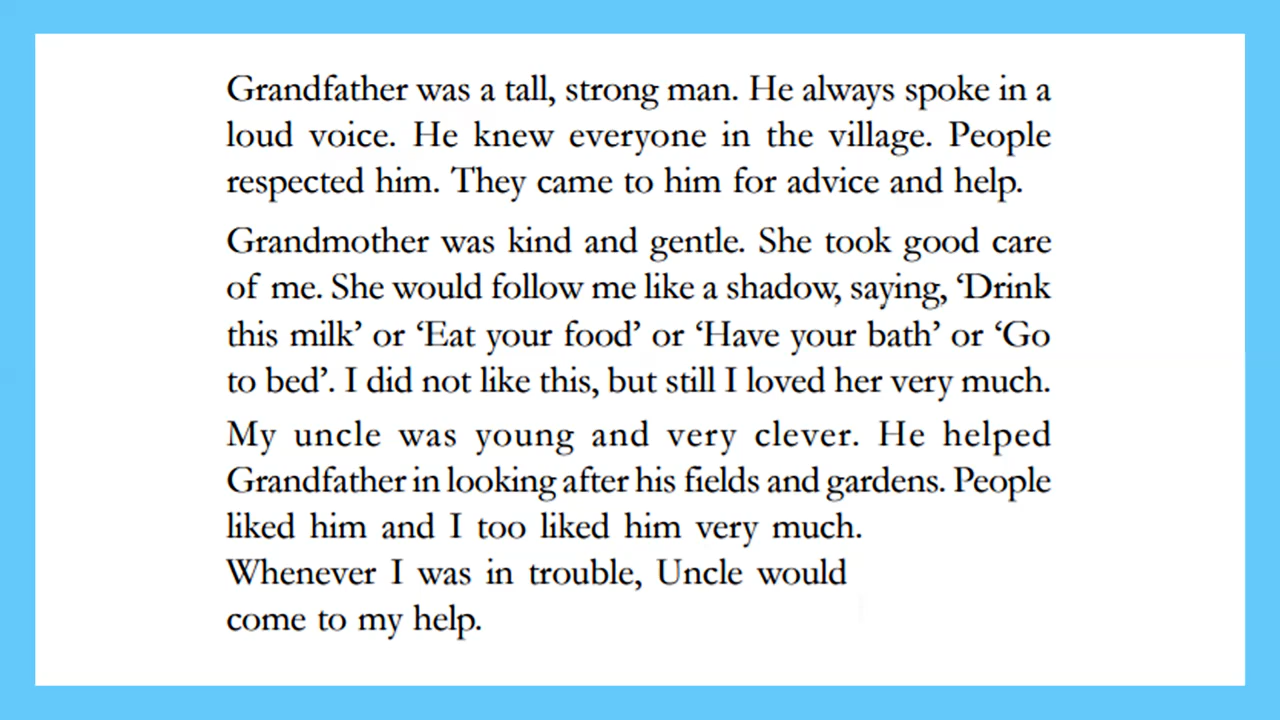 Grandfather was a tall, strong man. He always spoke in a
loud voice. He knew everyone in the village. People
respected him. They came to him for advice and help.
Grandmother was kind and gentle. She took good care
of me. She would follow me like a shadow, saying, ‘Drink
this milk’ or ‘Eat your food’ or ‘Have your bath’ or ‘Go
to bed’. I did not like this, but still I loved her very much.
My uncle was young and very clever. He helped
Grandfather in looking after his fields and gardens. People
liked him and I too liked him very much.
Whenever I was in trouble, Uncle would
come to my help.